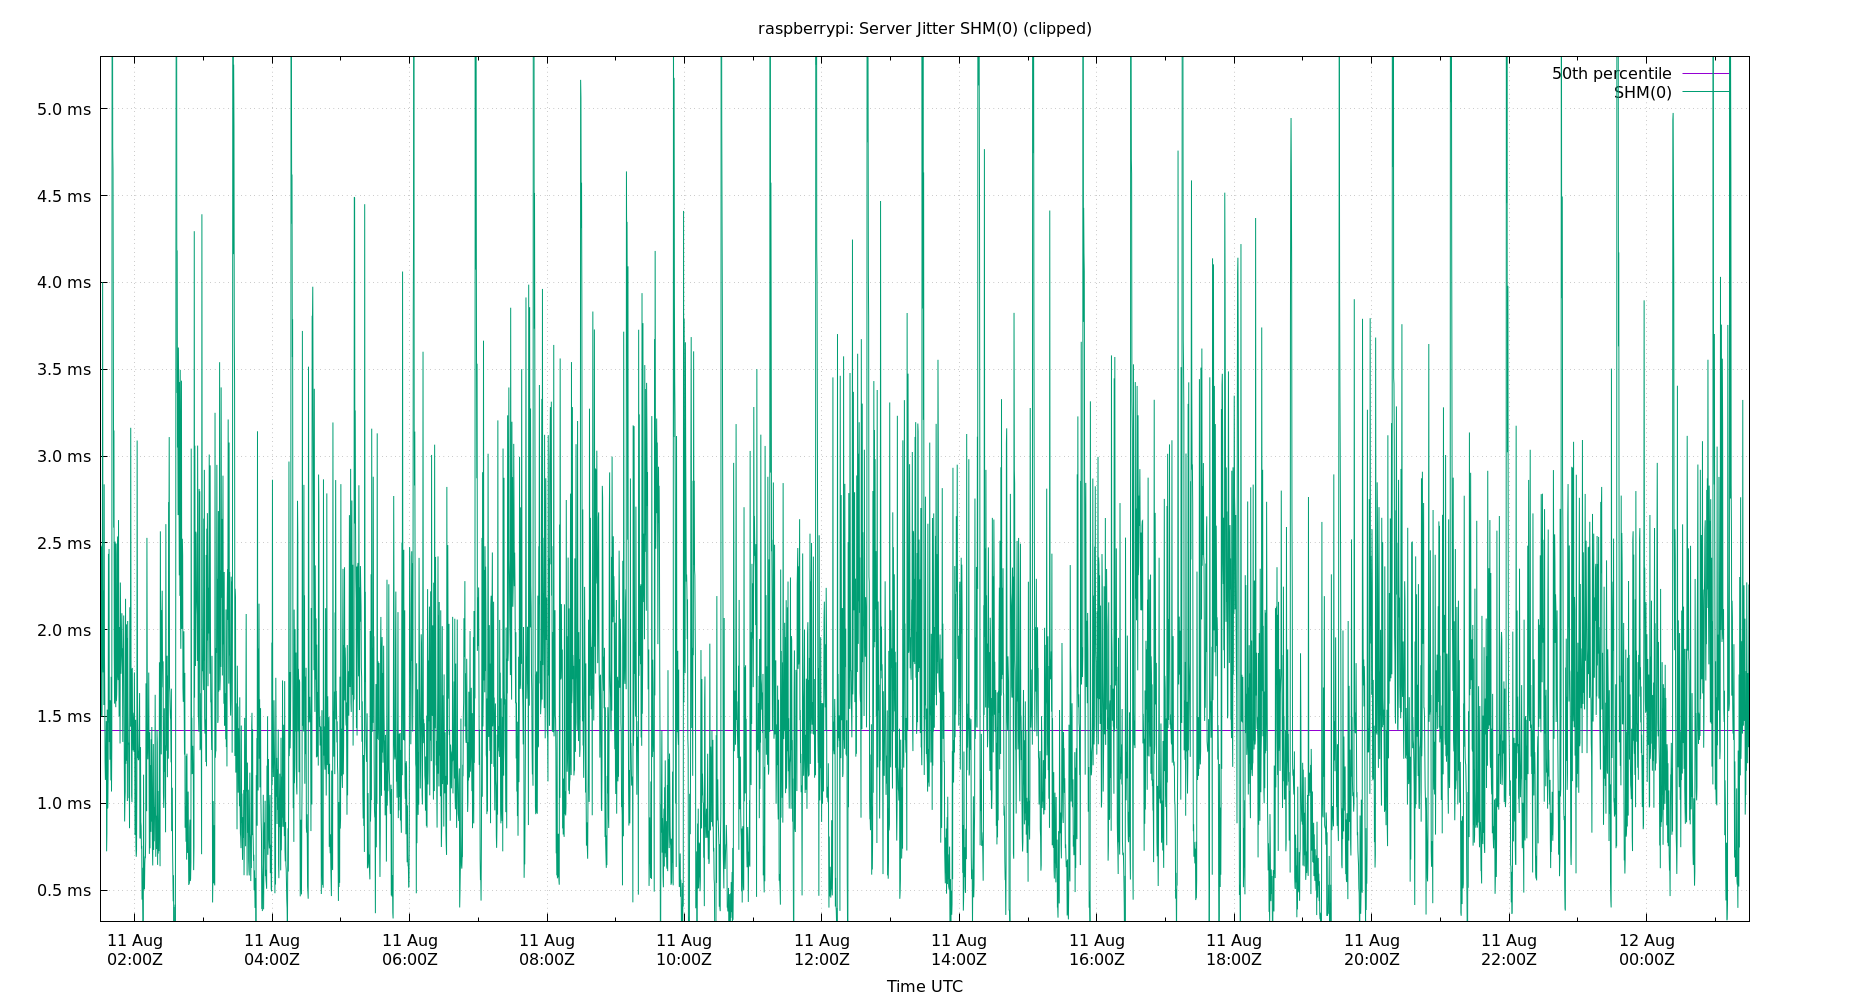 raspberrypi: Server Jitter SHM(0) (clipped)
50th percentile
SHM(0)
5.0 ms
4.5 ms
4.0 ms
3.5 ms
3.0 ms
2.5 ms
2.0 ms
1.5 ms
1.0 ms
0.5 ms
11 Aug 11 Aug 11 Aug 11 Aug 11 Aug 11 Aug 11 Aug 11 Aug 11 Aug 11 Aug 11 Aug 12 Aug
02:00Z 04:00Z 06:00Z 08:00Z 10:00Z 12:00Z 14:00Z 16:00Z 18:00Z 20:00Z 22:00Z 00:00Z
Time UTC